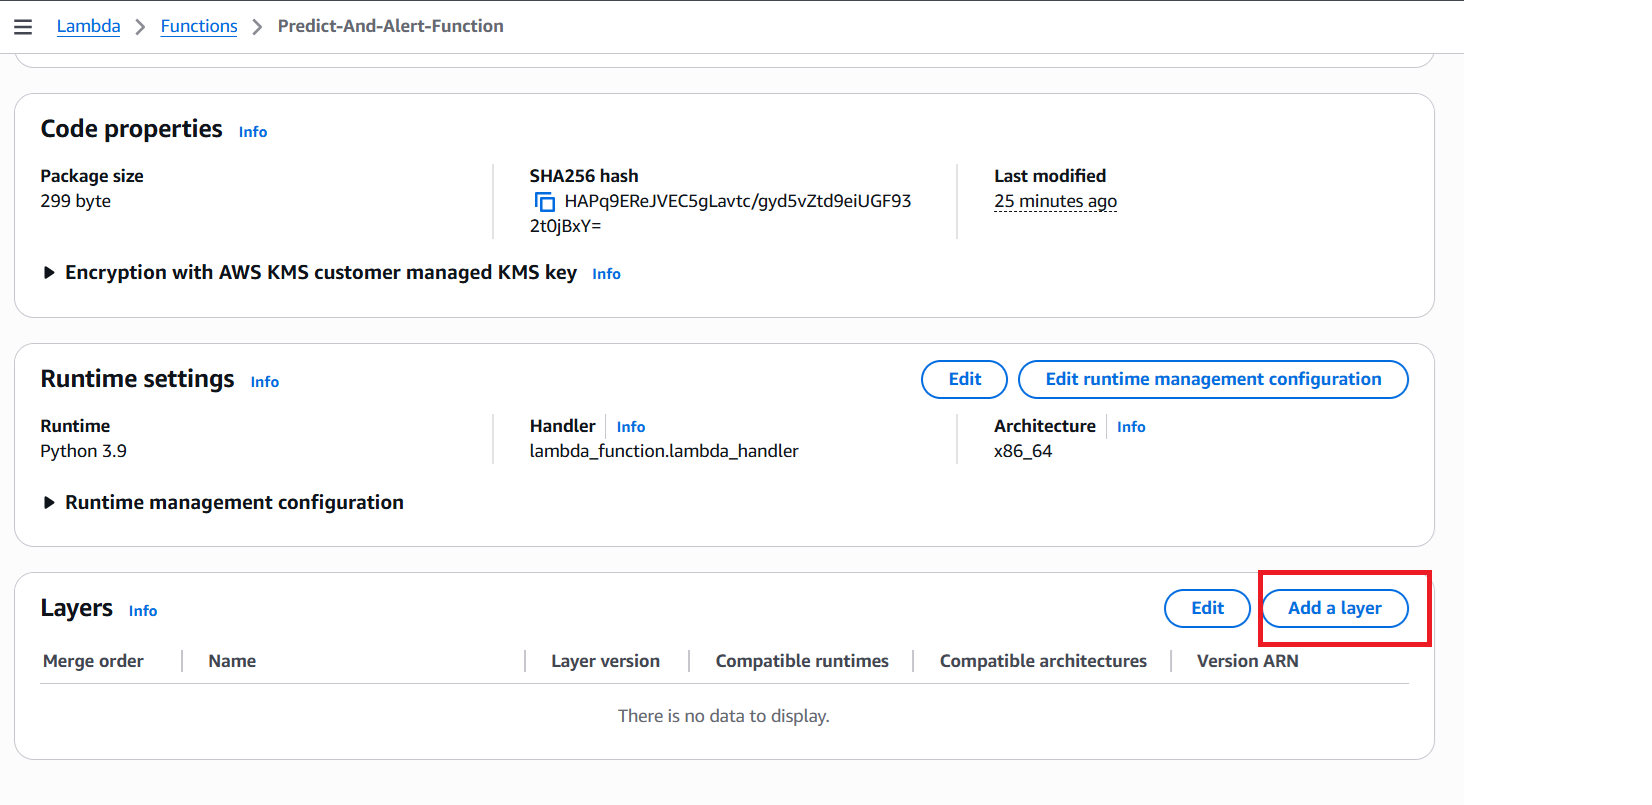 Lambda > Functions > Predict-And-Alert-Function
Code properties Info
Package size
299 byte
SHA256 hash
HAPq9EReJVEC5gLavtc/gyd5vZtd9eiUGF93
2t0jBxY=
Last modified
25 minutes ago
Encryption with AWS KMS customer managed KMS key Info
Runtime settings Info
Edit
Edit runtime management configuration
Runtime
Python 3.9
Handler Info
lambda_function.lambda_handler
Architecture Info
x86_64
Runtime management configuration
Layers Info
Edit
Add a layer
Merge order
Name
Layer version
Compatible runtimes
Compatible architectures
Version ARN
There is no data to display.